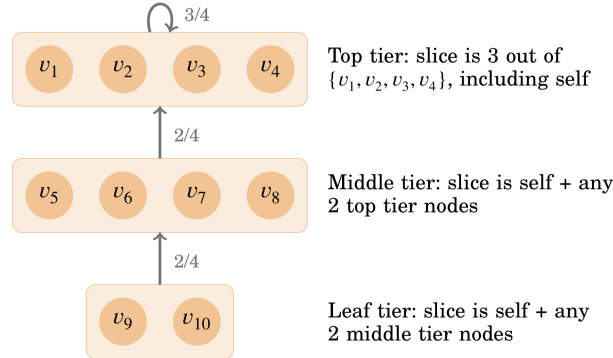 3/4
v₁ v₂ v₃ v₄
Top tier: slice is 3 out of
{v₁, v₂, v₃, v₄}, including self
2/4
v₅ v₆ v₇ v₈
Middle tier: slice is self + any
2 top tier nodes
2/4
v₉ v₁₀
Leaf tier: slice is self + any
2 middle tier nodes